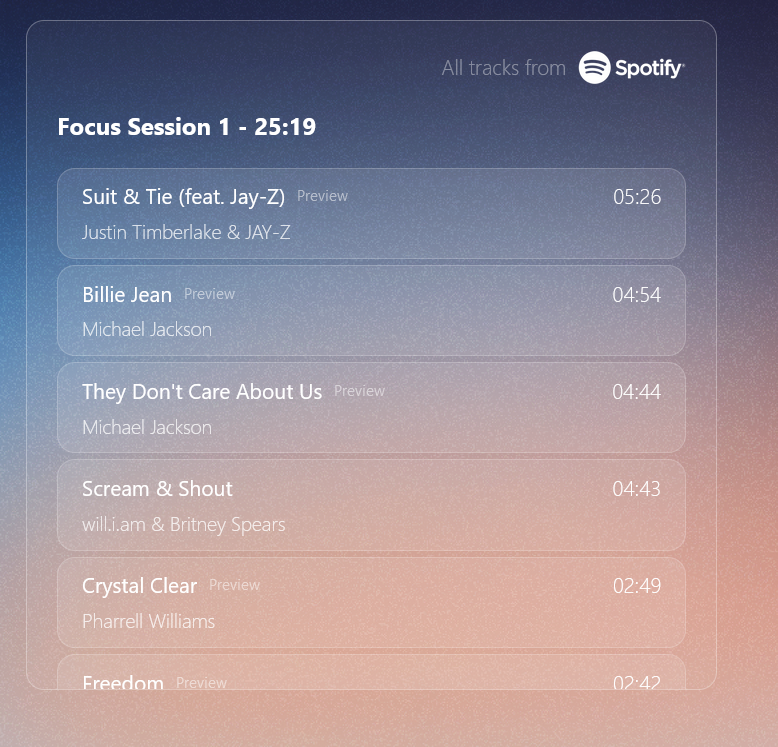 All tracks from Spotify
Focus Session 1 - 25:19
Suit & Tie (feat. Jay-Z) Preview 05:26
Justin Timberlake & JAY-Z
Billie Jean Preview 04:54
Michael Jackson
They Don't Care About Us Preview 04:44
Michael Jackson
Scream & Shout 04:43
will.i.am & Britney Spears
Crystal Clear Preview 02:49
Pharrell Williams
Freedom Preview 02:42